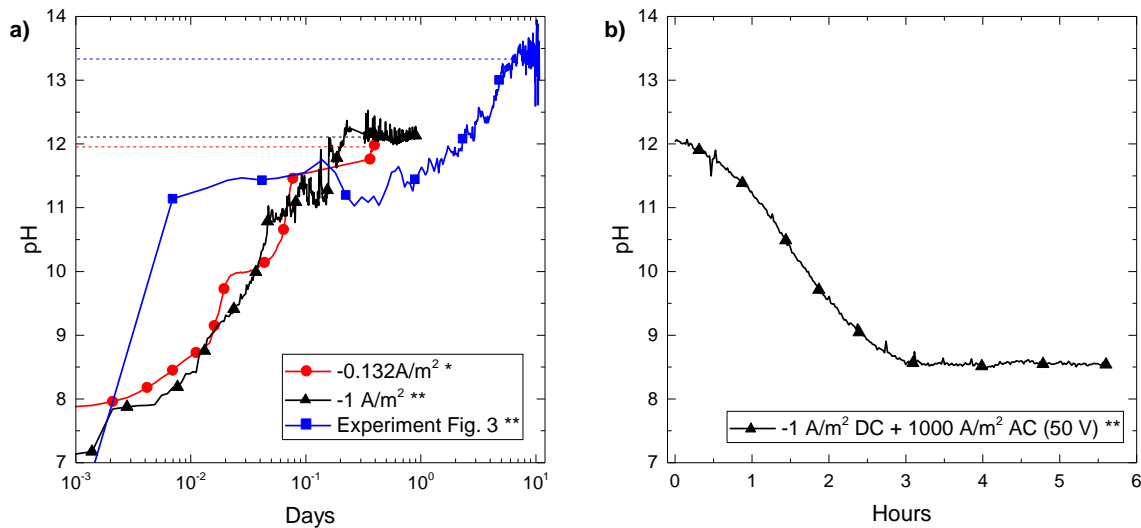 a)
14
13
12
11
10
9
8
7
pH
10⁻³
10⁻²
10⁻¹
10⁰
10¹
Days
-0.132A/m² *
-1 A/m² **
Experiment Fig. 3 **
b)
14
13
12
11
10
9
8
7
pH
0
1
2
3
4
5
6
Hours
-1 A/m² DC + 1000 A/m² AC (50 V) **